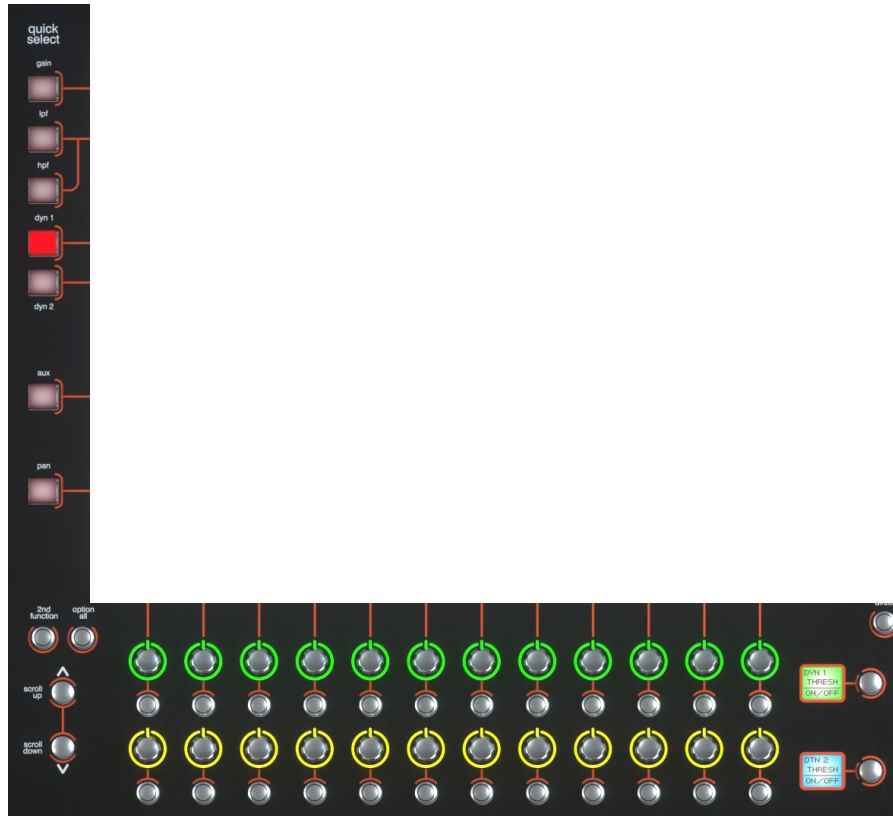 quick
select
gain
lpf
hpf
dyn 1
dyn 2
aux
pan
2nd
function
option
all
scroll
up
scroll
down
DYN 1
THRESH
ON/OFF
DTN 2
THRESH
ON/OFF